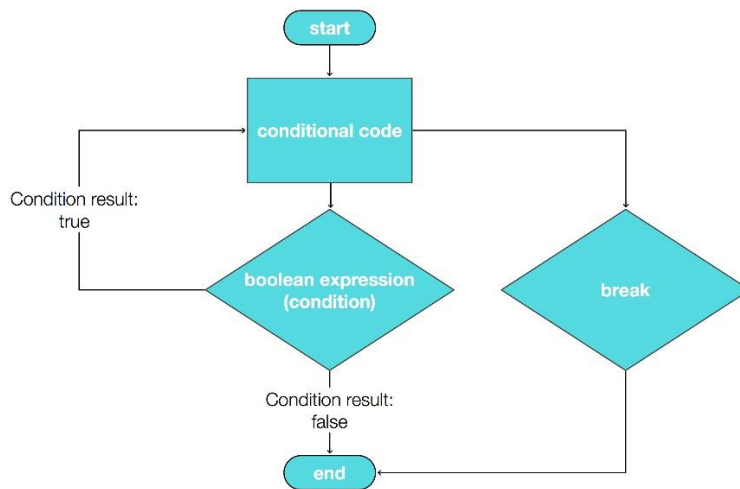 start
conditional code
Condition result:
true
boolean expression
(condition)
break
Condition result:
false
end